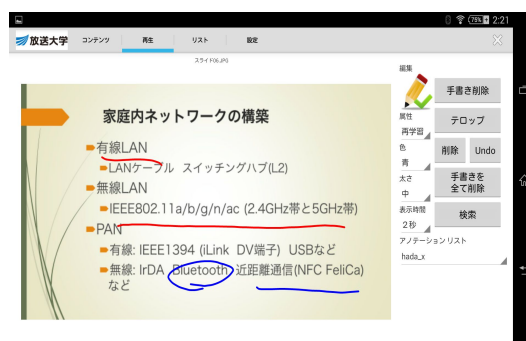 75% 2:21
放送大学 コンテンツ 再生 リスト 設定
スライドF06.JPG
家庭内ネットワークの構築
有線LAN
LANケーブル スイッチングハブ(L2)
無線LAN
IEEE802.11a/b/g/n/ac (2.4GHz帯と5GHz帯)
PAN
有線: IEEE1394 (iLink DV端子) USBなど
無線: IrDA Bluetooth 近距離通信(NFC FeliCa)
など
編集
手書き削除
属性
再学習
テロップ
色
青
削除 Undo
太さ
中
手書きを
全て削除
表示時間
2秒
検索
アノテーションリスト
hada_x